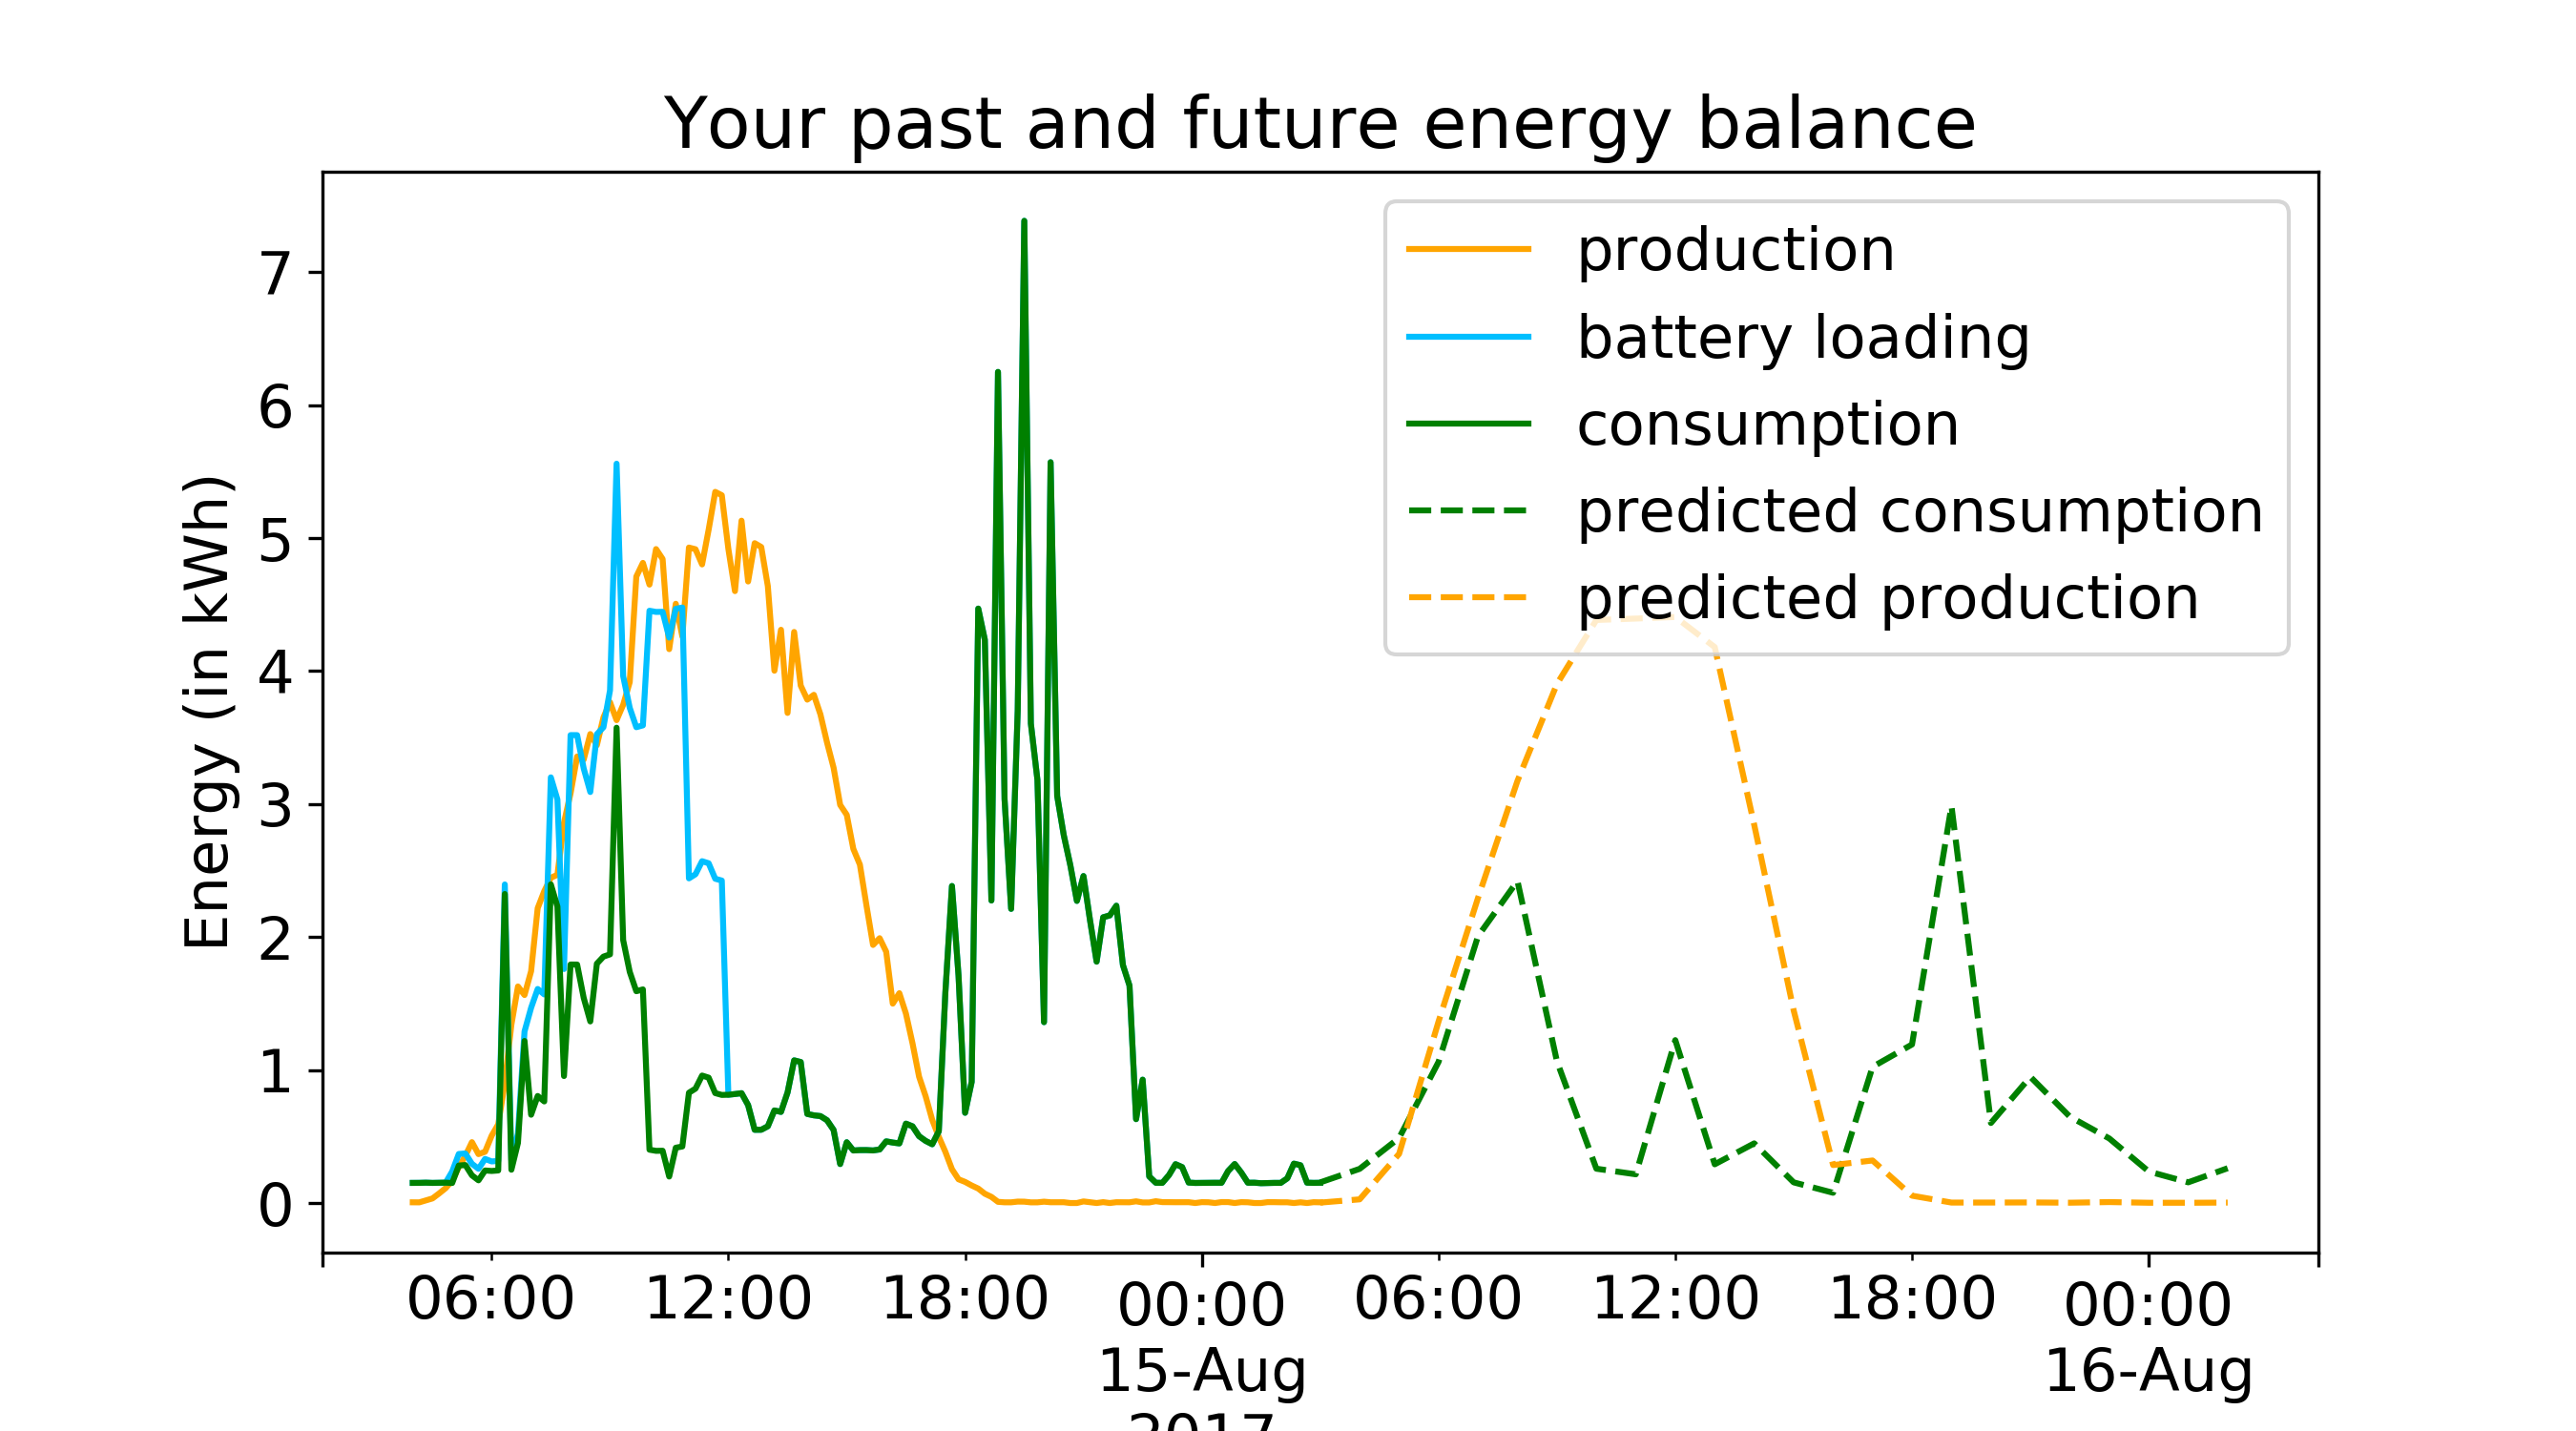 Your past and future energy balance
Energy (in kWh)
7
6
5
4
3
2
1
0
production
battery loading
consumption
predicted consumption
predicted production
06:00 12:00 18:00 00:00 06:00 12:00 18:00 00:00
15-Aug 16-Aug
2017